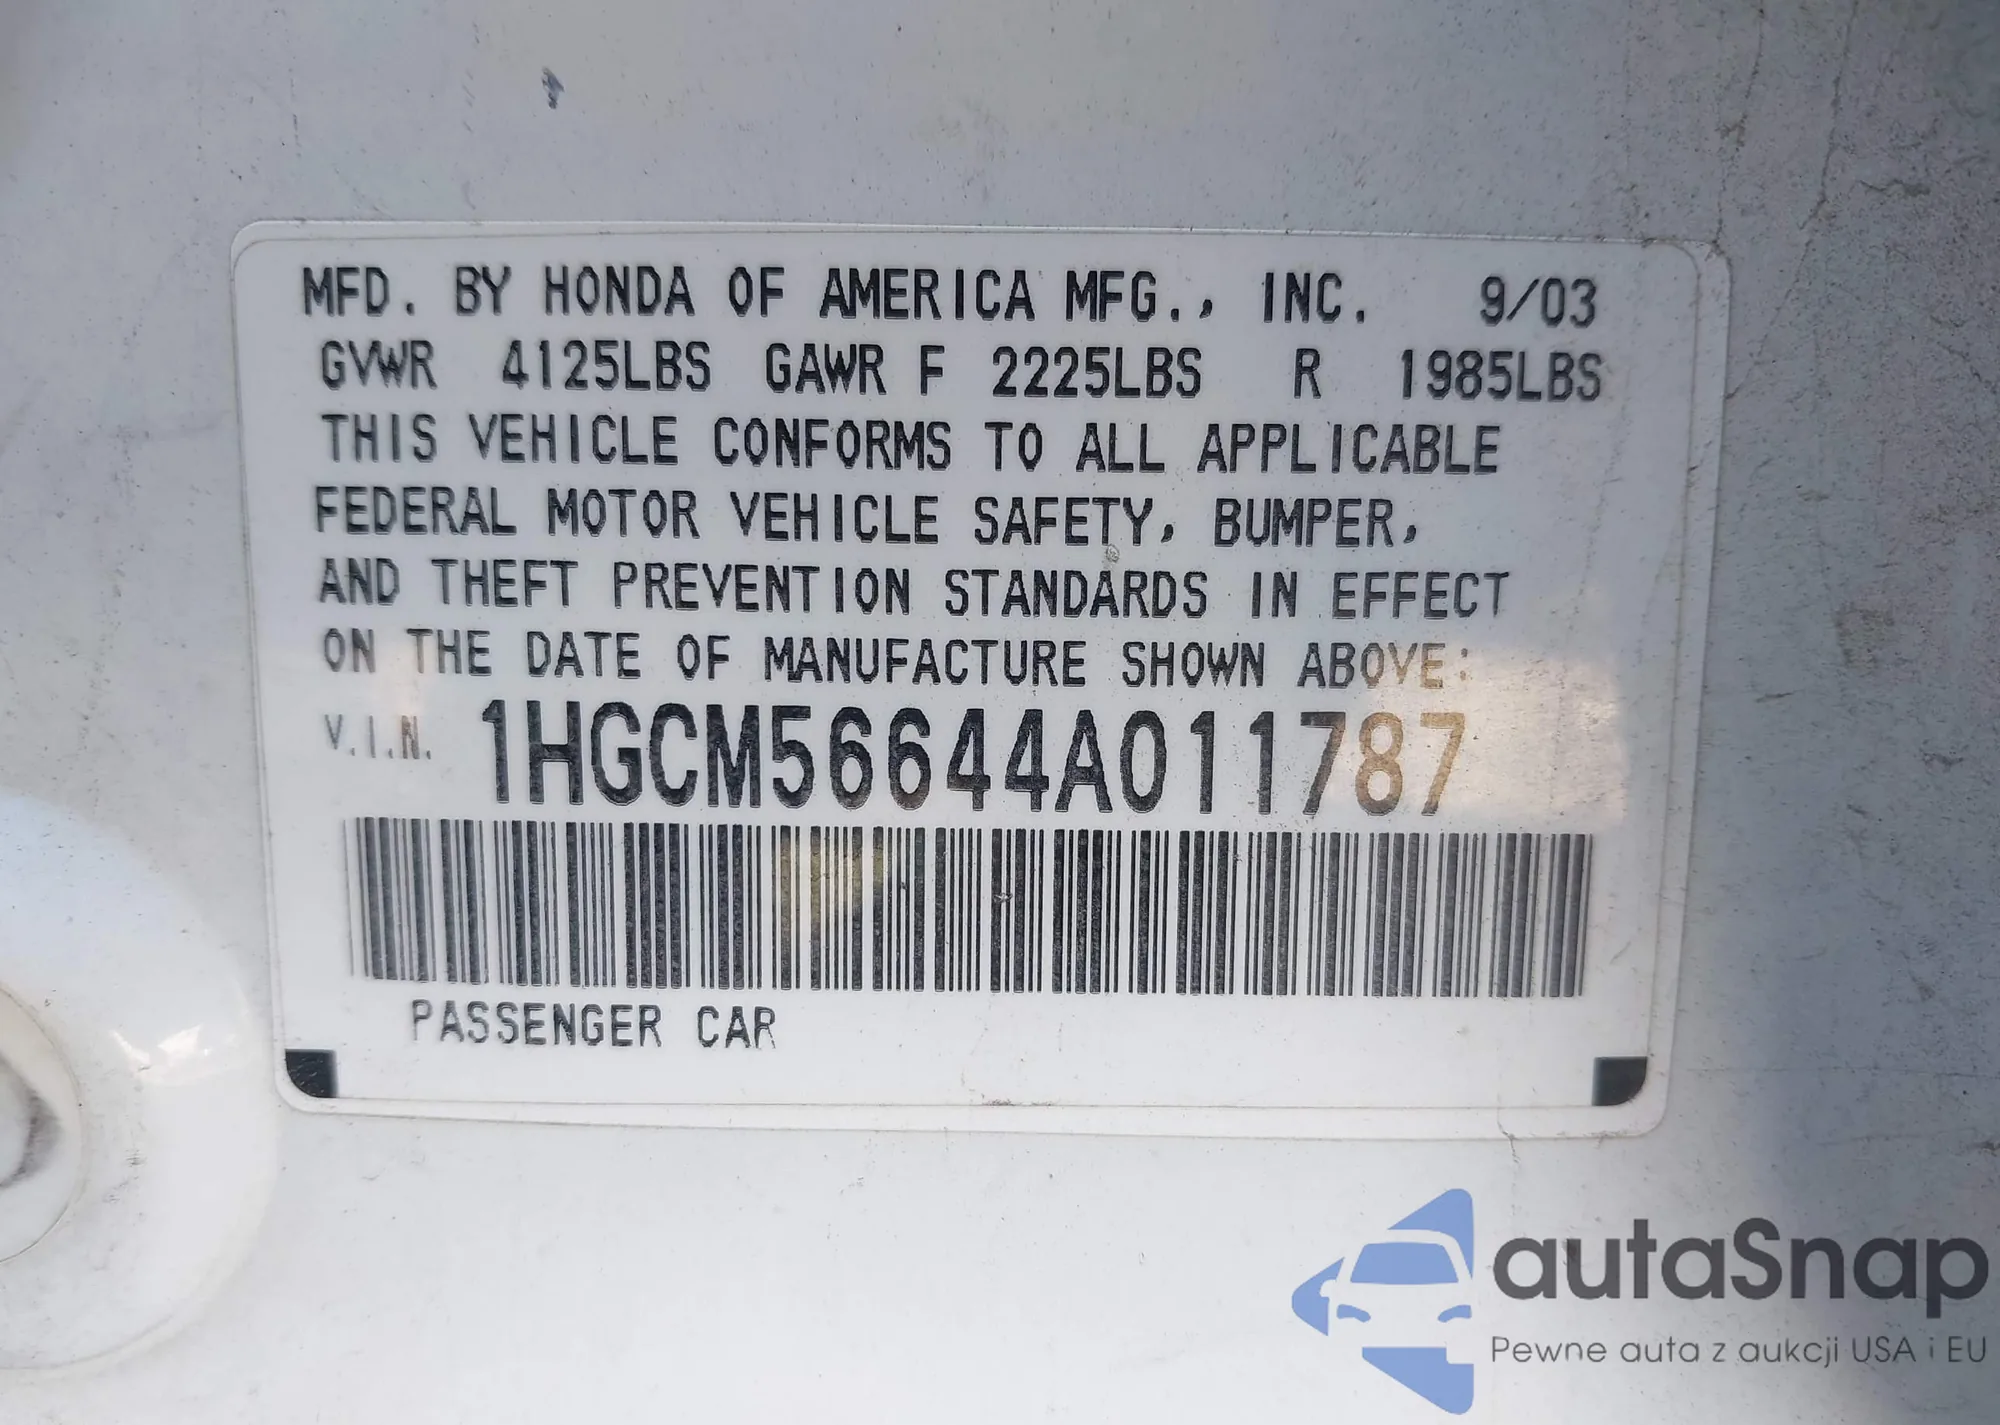 MFD. BY HONDA OF AMERICA MFG., INC. 9/03
GVWR 4125LBS GAWR F 2225LBS R 1985LBS
THIS VEHICLE CONFORMS TO ALL APPLICABLE
FEDERAL MOTOR VEHICLE SAFETY, BUMPER,
AND THEFT PREVENTION STANDARDS IN EFFECT
ON THE DATE OF MANUFACTURE SHOWN ABOVE:
V.I.N. 1HGCM56644A011787
PASSENGER CAR
autaSnap
Pewne auta z aukcji USA i EU